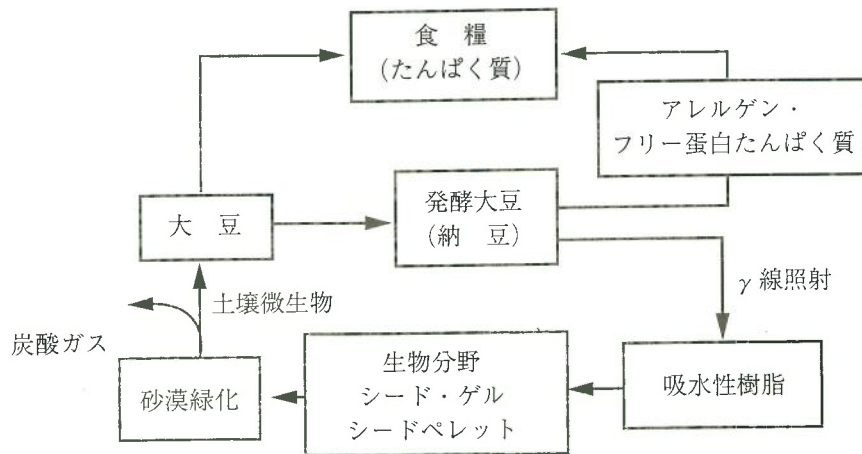 食 糧
(たんぱく質)
アレルゲン・
フリー蛋白たんぱく質
大 豆
発酵大豆
(納 豆)
γ線照射
土壌微生物
炭酸ガス
砂漠緑化
生物分野
シード・ゲル
シードペレット
吸水性樹脂